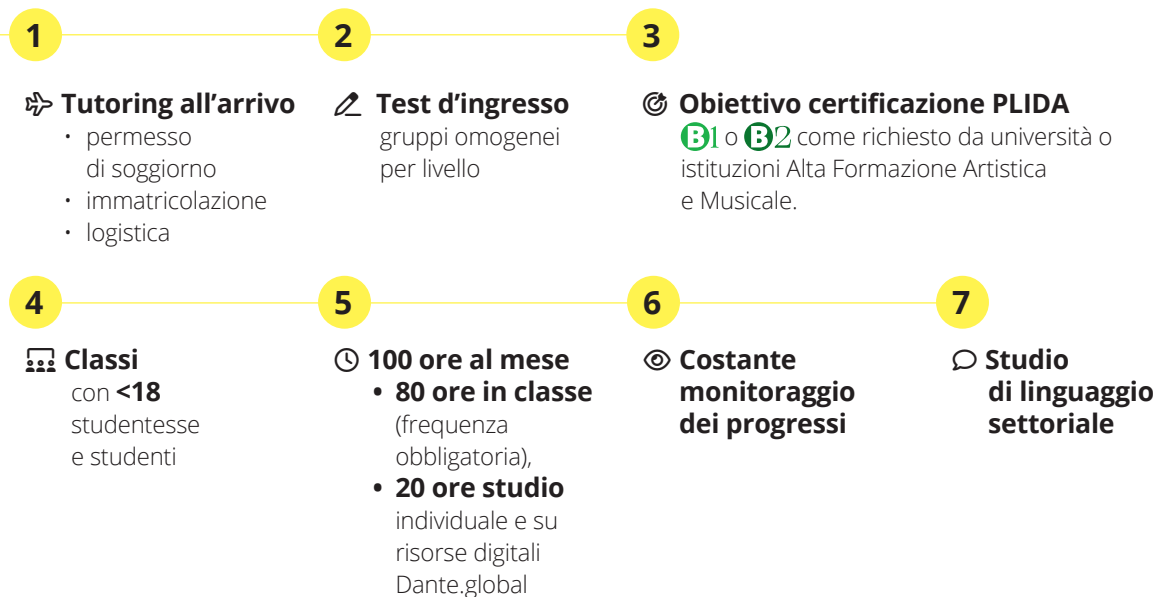 1
Tutoring all’arrivo
• permesso
di soggiorno
• immatricolazione
• logistica
2
Test d’ingresso
gruppi omogenei
per livello
3
Obiettivo certificazione PLIDA
B1 o B2 come richiesto da università o
istituzioni Alta Formazione Artistica
e Musicale.
4
Classi
con <18
studentesse
e studenti
5
100 ore al mese
• 80 ore in classe
(frequenza
obbligatoria),
• 20 ore studio
individuale e su
risorse digitali
Dante.global
6
Costante
monitoraggio
dei progressi
7
Studio
di linguaggio
settoriale